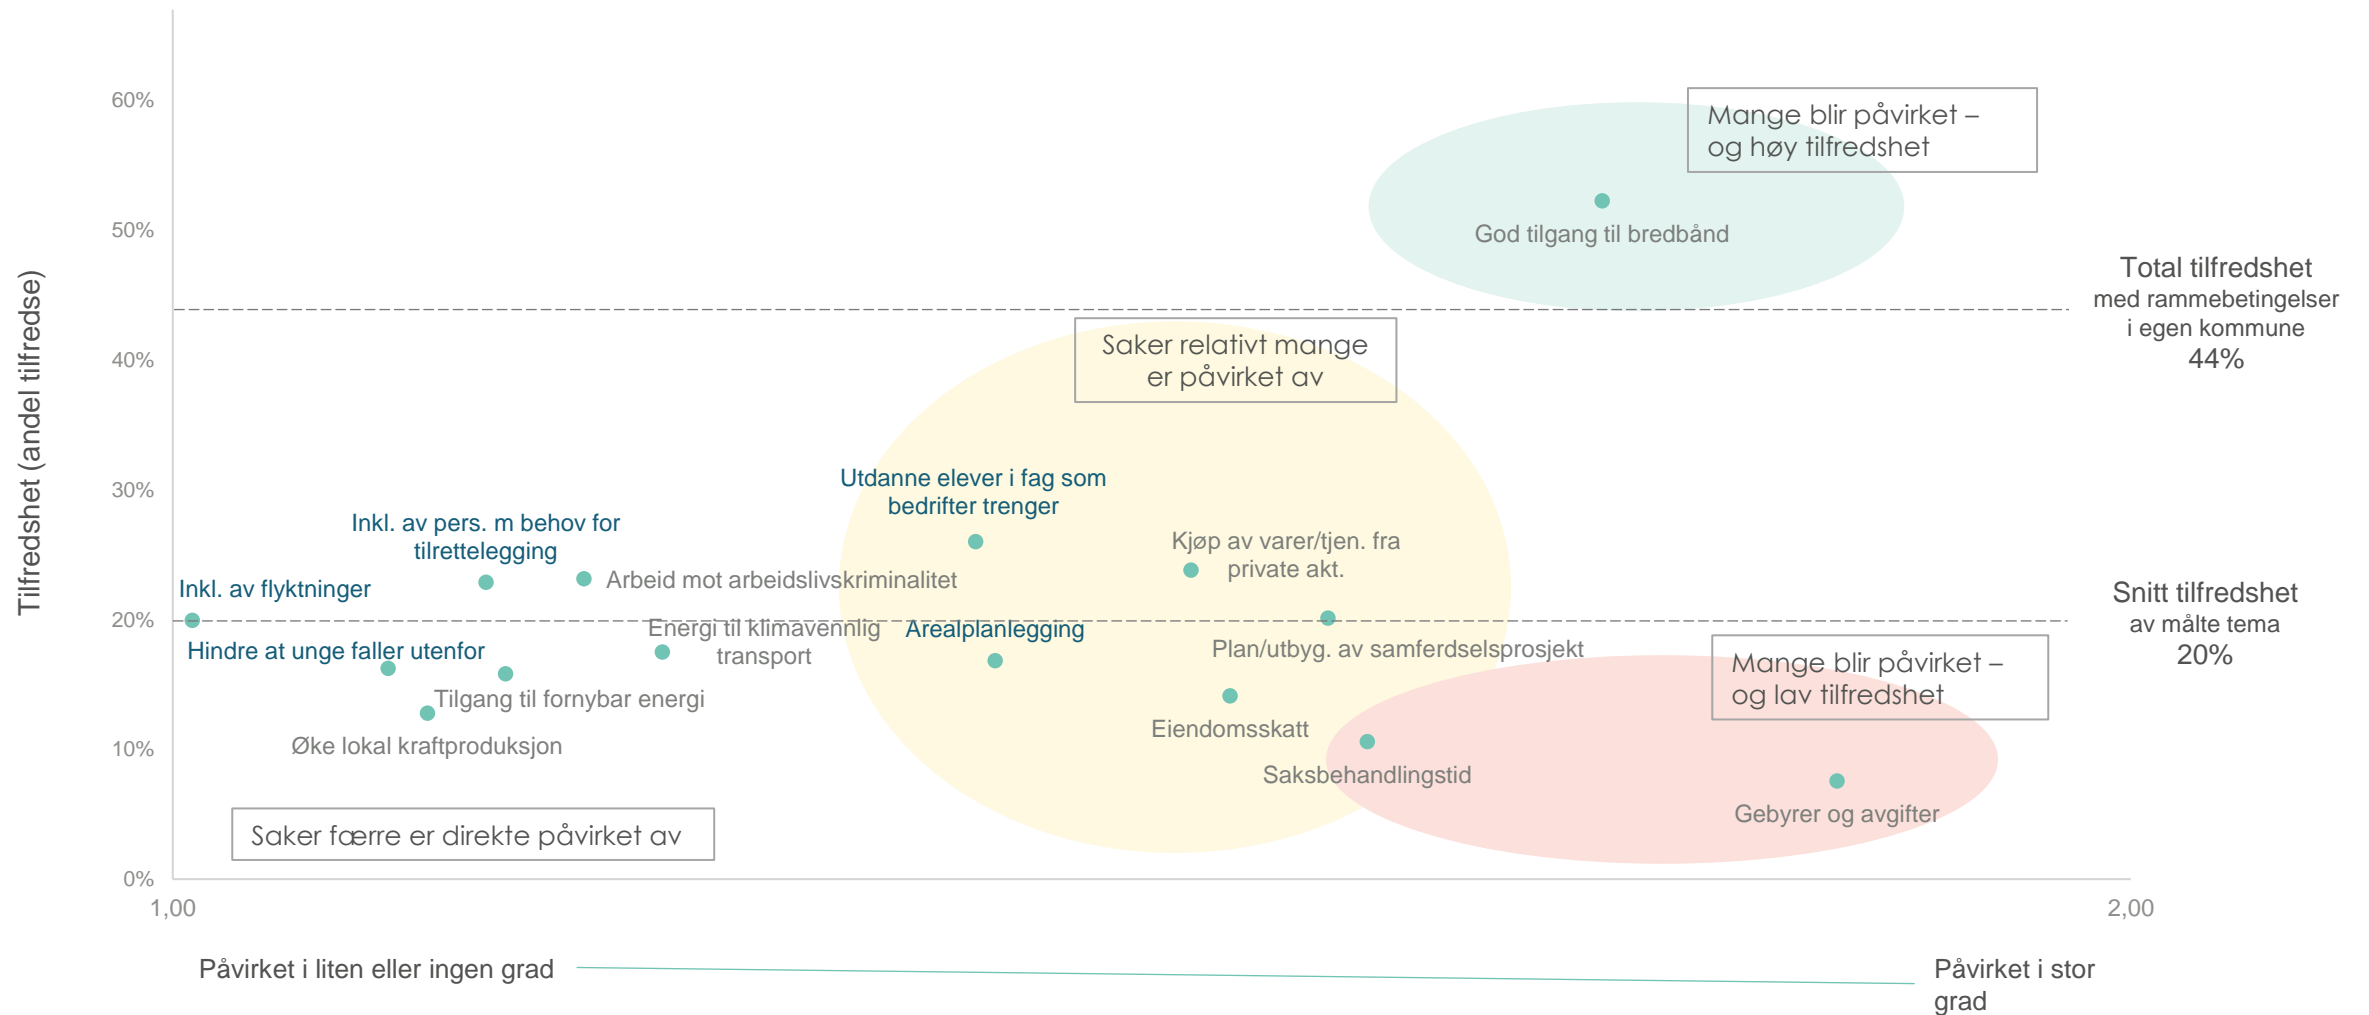 60%
Mange blir påvirket –
og høy tilfredshet
50%
God tilgang til bredbånd
Tilfredshet (andel tilfredse)
Total tilfredshet
med rammebetingelser
i egen kommune
44%
40%
Saker relativt mange
er påvirket av
30%
Utdanne elever i fag som
bedrifter trenger
Inkl. av pers. m behov for
tilrettelegging
Kjøp av varer/tjen. fra
private akt.
Arbeid mot arbeidslivskriminalitet
Inkl. av flyktninger
20%
Snitt tilfredshet
av målte tema
20%
Energi til klimavennlig
transport
Arealplanlegging
Hindre at unge faller utenfor
Plan/utbyg. av samferdselsprosjekt
Mange blir påvirket –
og lav tilfredshet
Tilgang til fornybar energi
Øke lokal kraftproduksjon
Eiendomsskatt
10%
Saksbehandlingstid
Gebyrer og avgifter
Saker færre er direkte påvirket av
0%
1,00
2,00
Påvirket i liten eller ingen grad
Påvirket i stor
grad